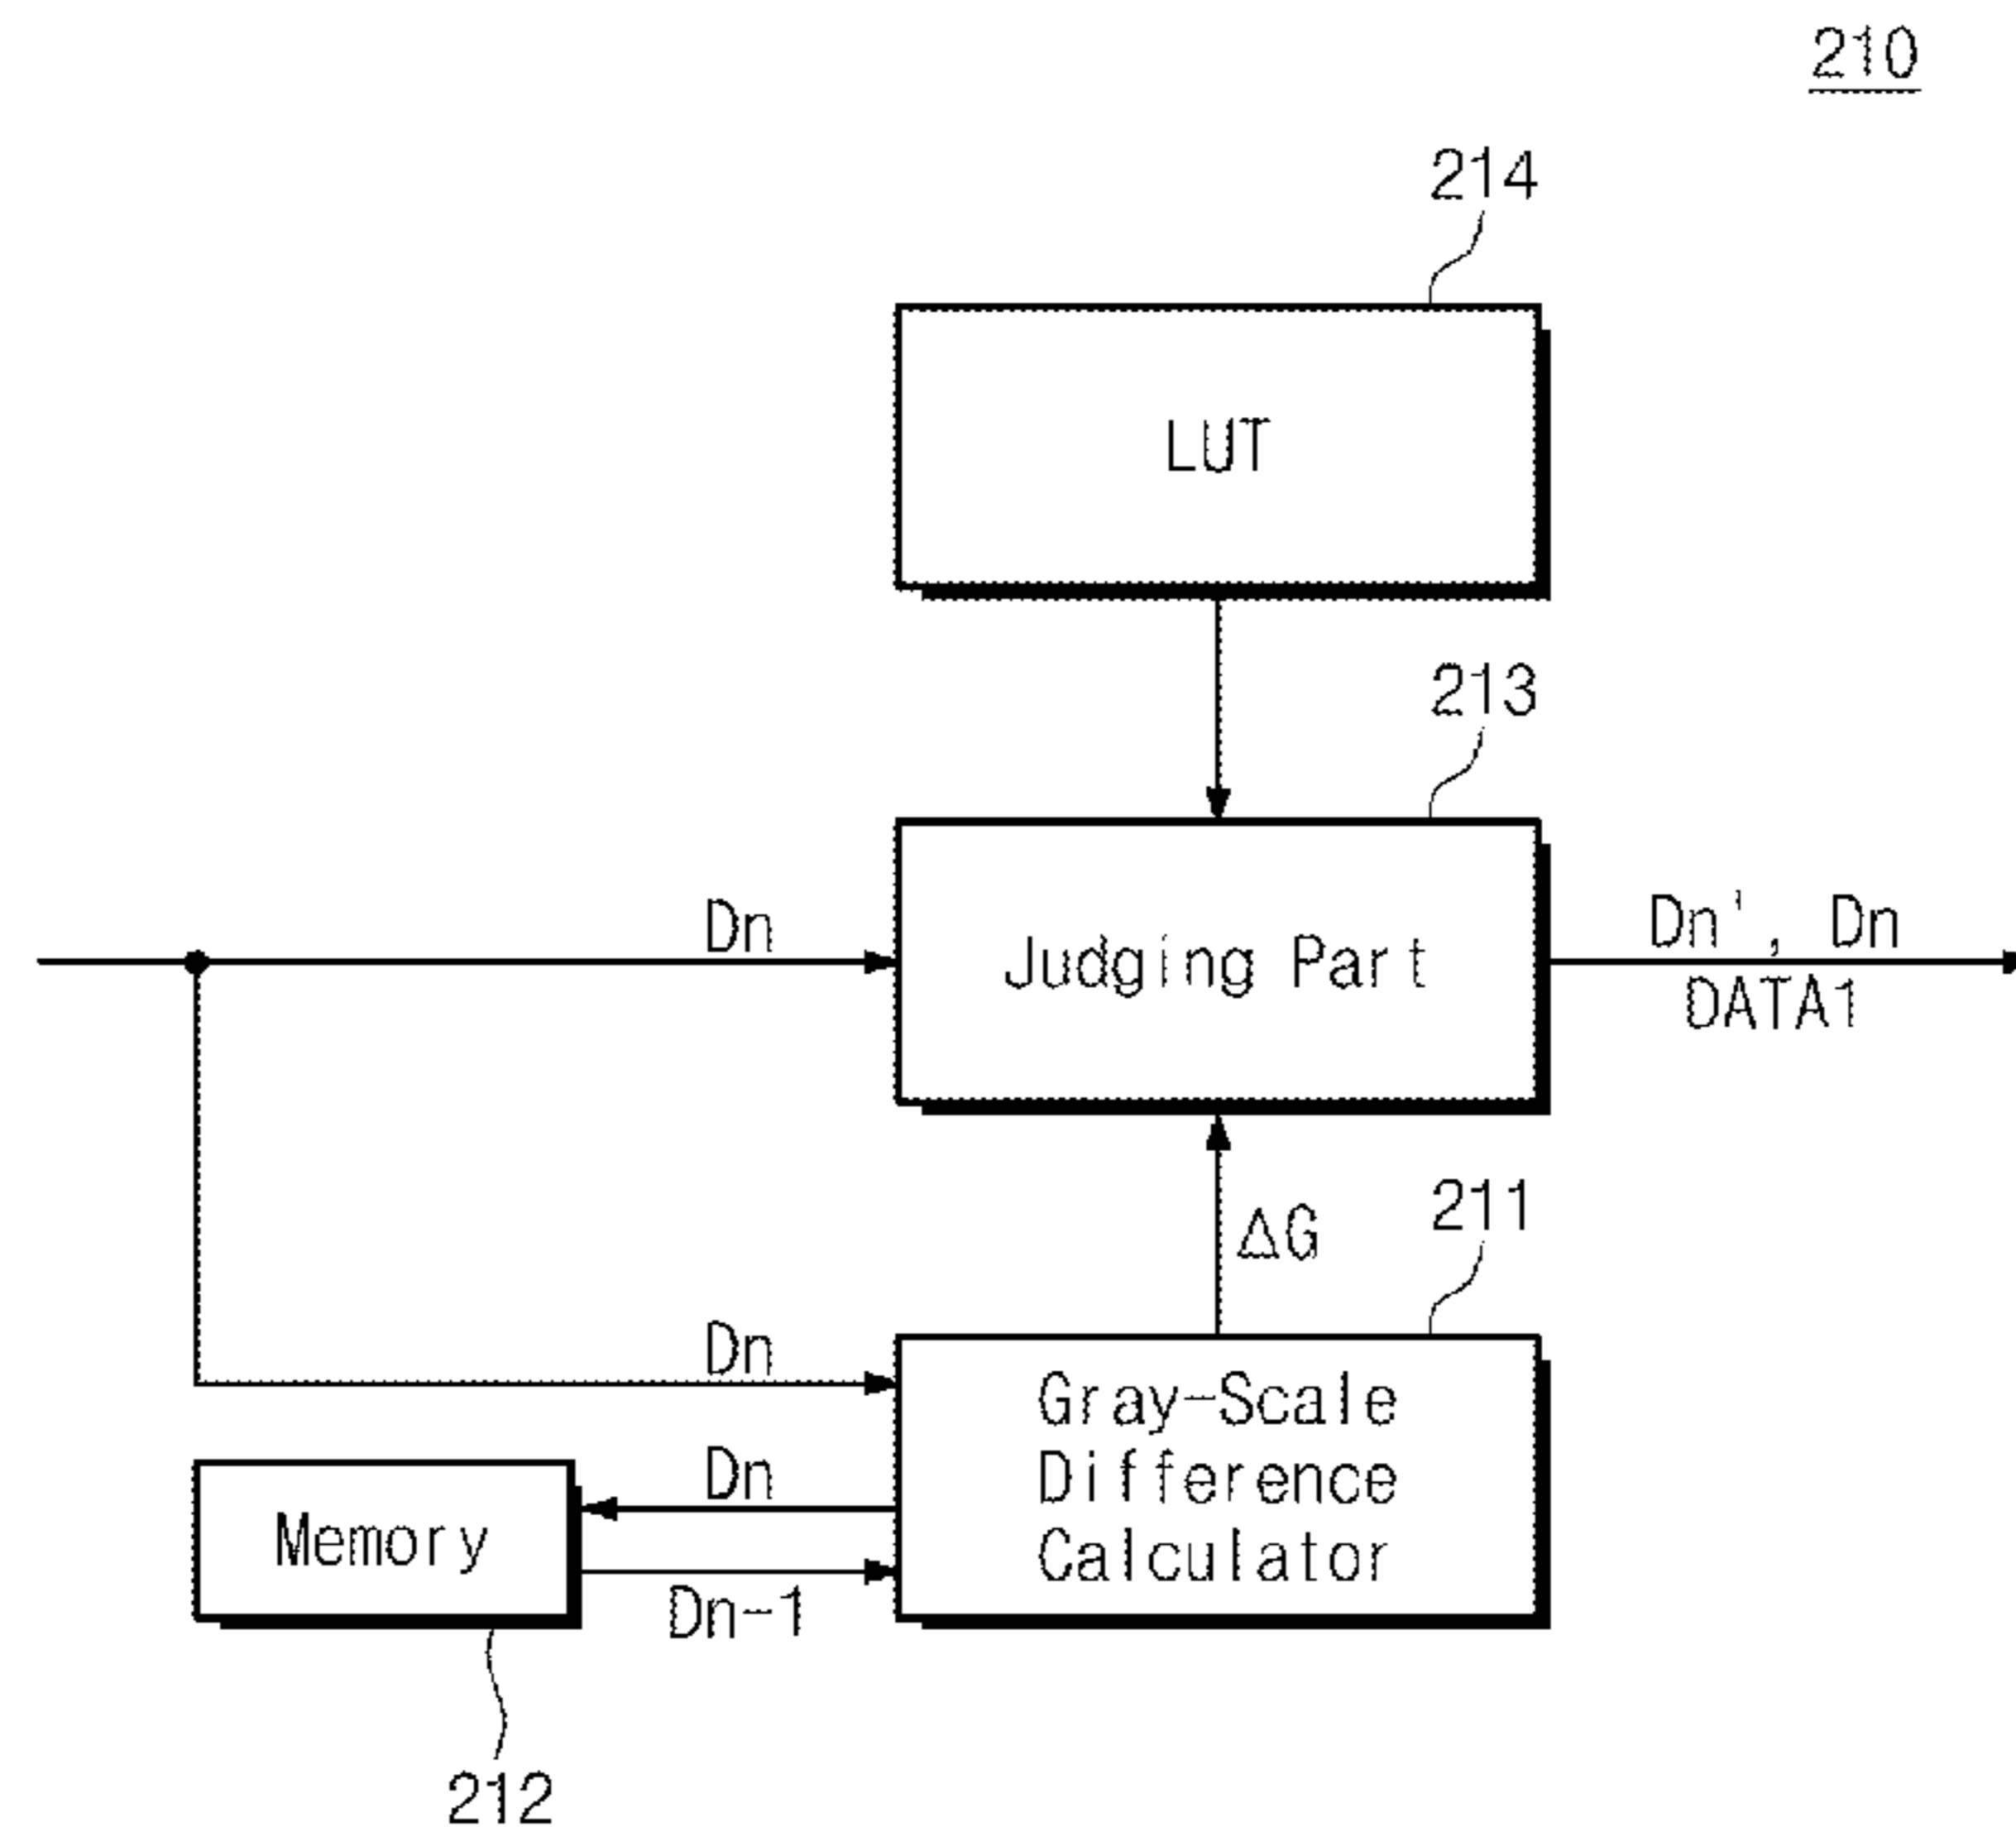 210
214
LUT
213
Dn
Judging Part
Dn', Dn
DATA1
ΔG
211
Dn
Gray-Scale
Difference
Calculator
Dn
Memory
Dn-1
212